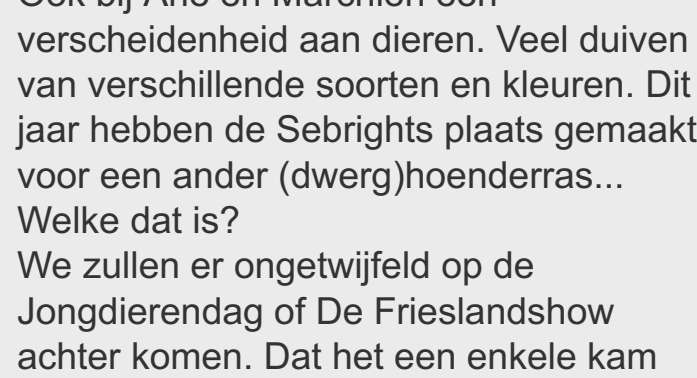 verscheidenheid aan dieren. Veel duiven
van verschillende soorten en kleuren. Dit
jaar hebben de Sebrights plaats gemaakt
voor een ander (dwerg)hoenderras...
Welke dat is?
We zullen er ongetwijfeld op de
Jongdierendag of De Frieslandshow
achter komen. Dat het een enkele kam